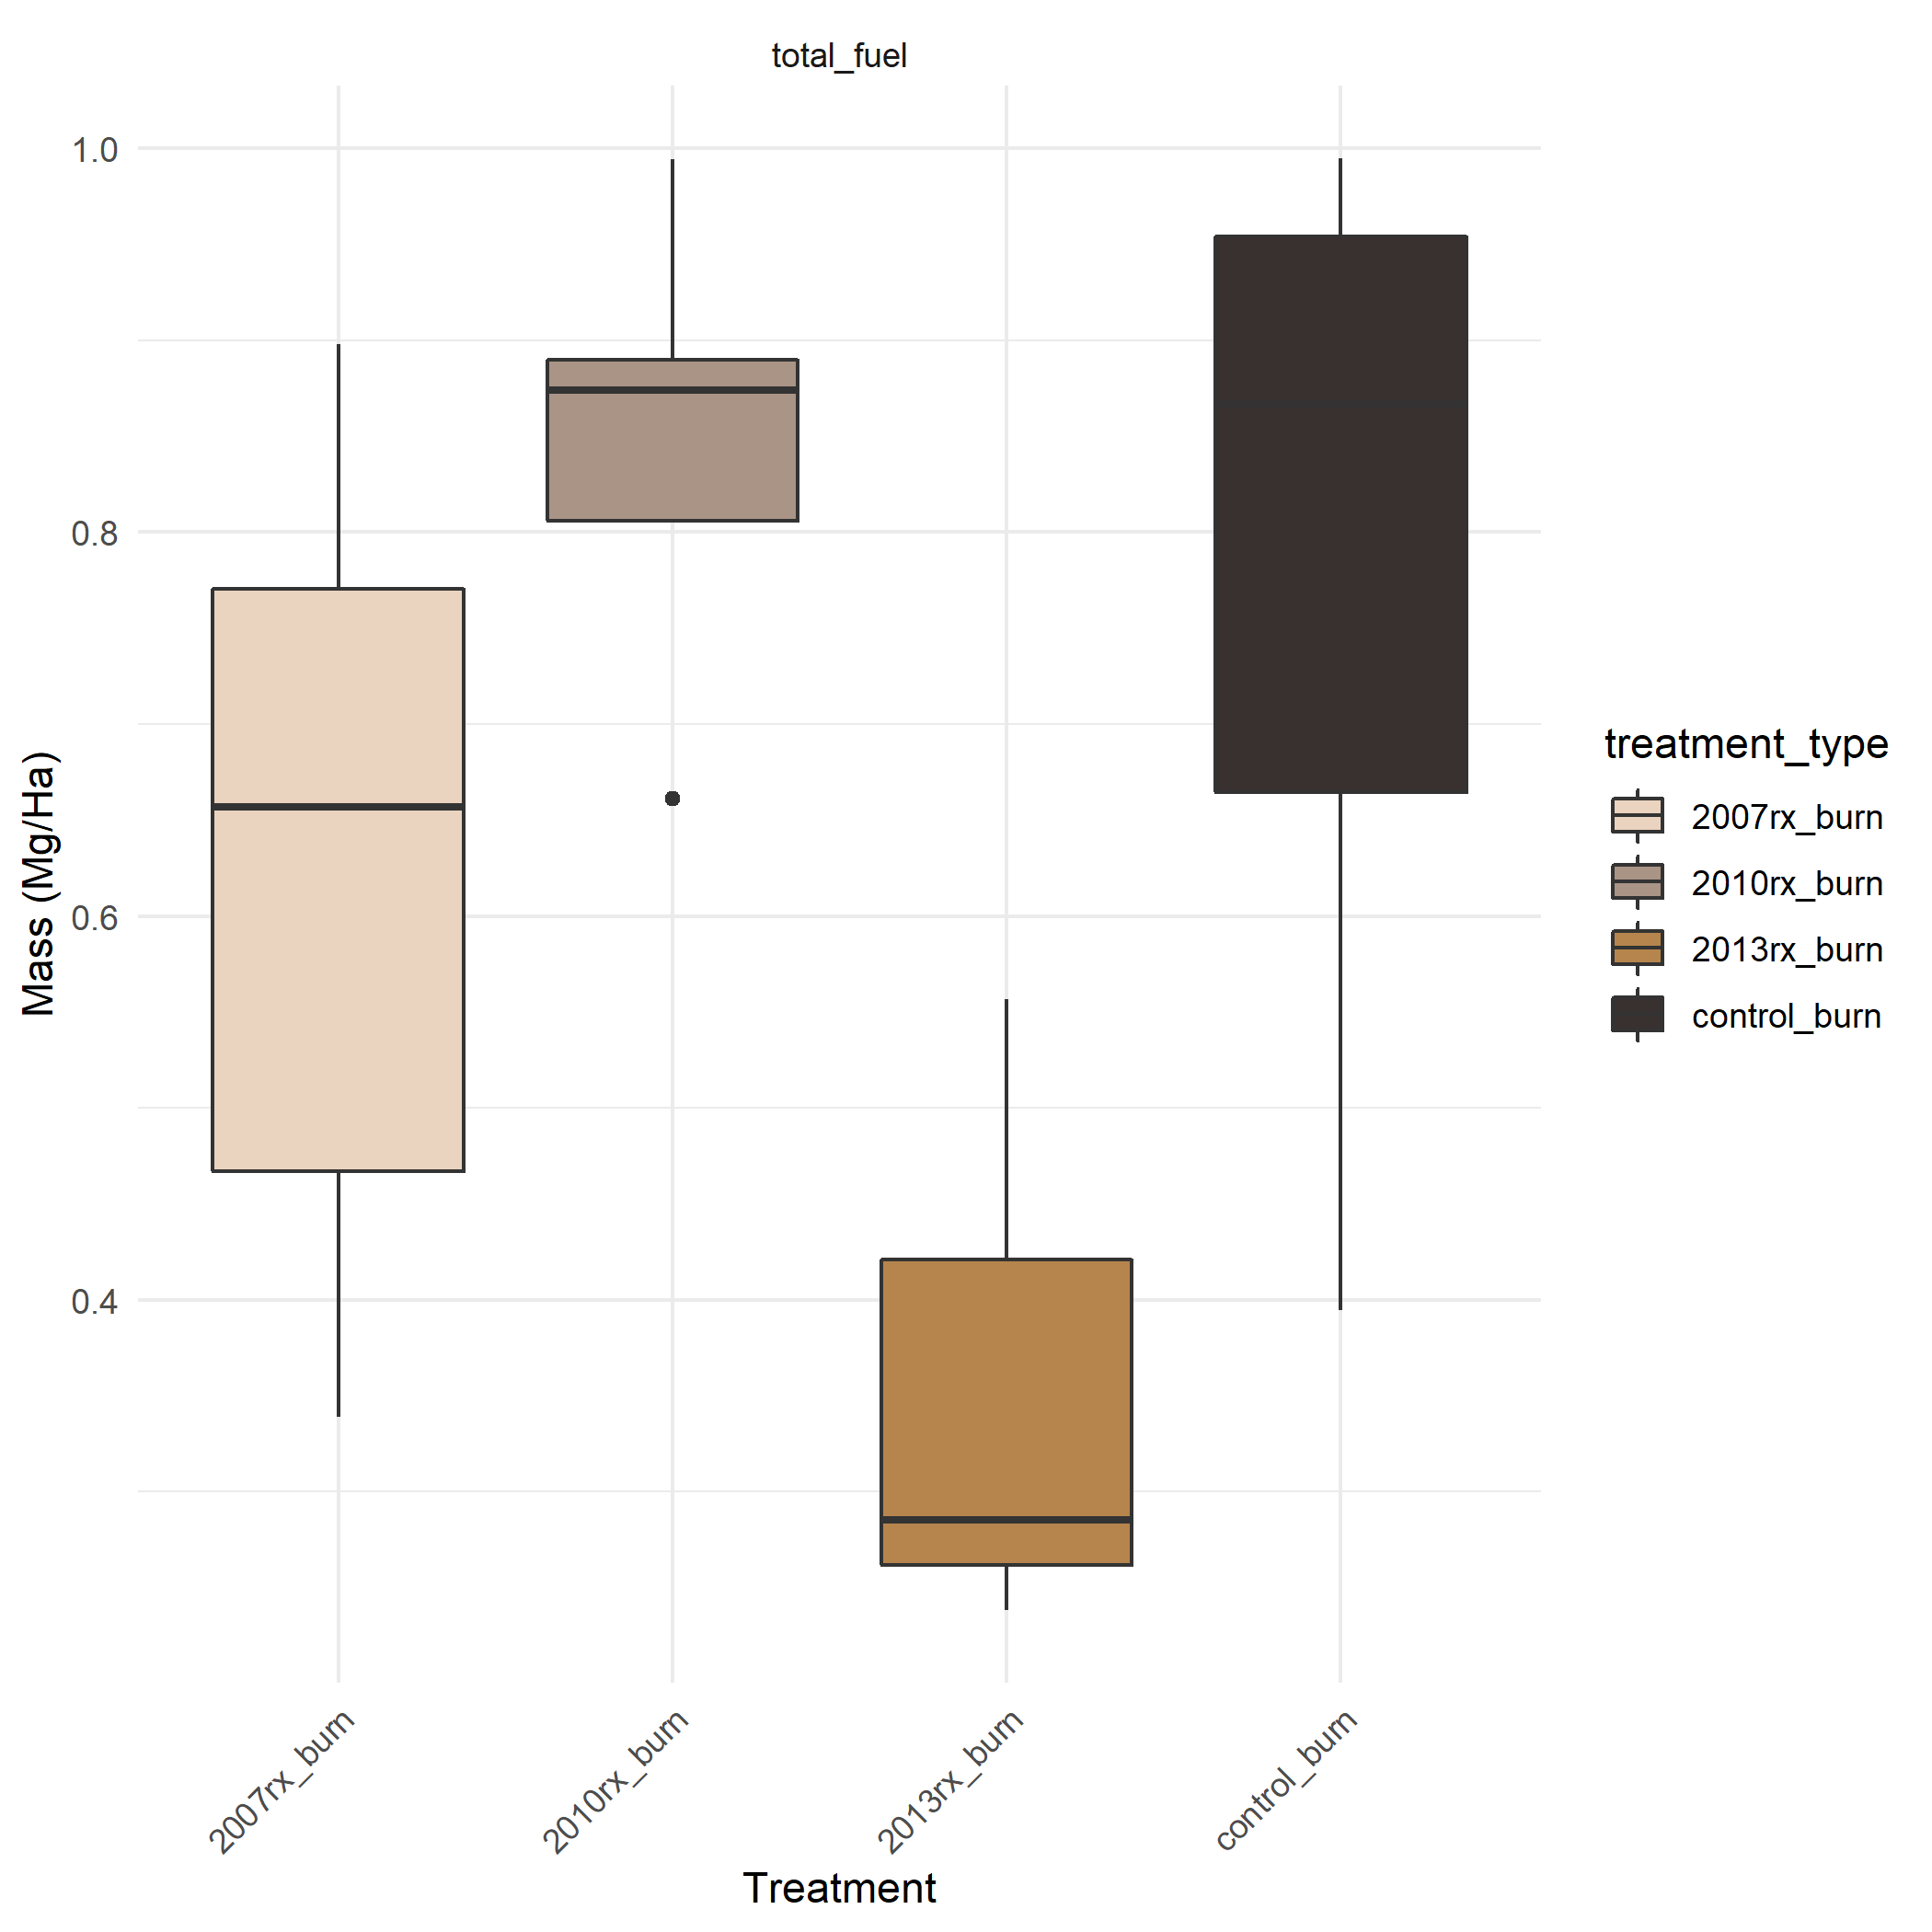 total_fuel
1.0
0.8
0.6
0.4
Mass (Mg/Ha)
2007rx_burn
2010rx_burn
2013rx_burn
control_burn
Treatment
treatment_type
2007rx_burn
2010rx_burn
2013rx_burn
control_burn